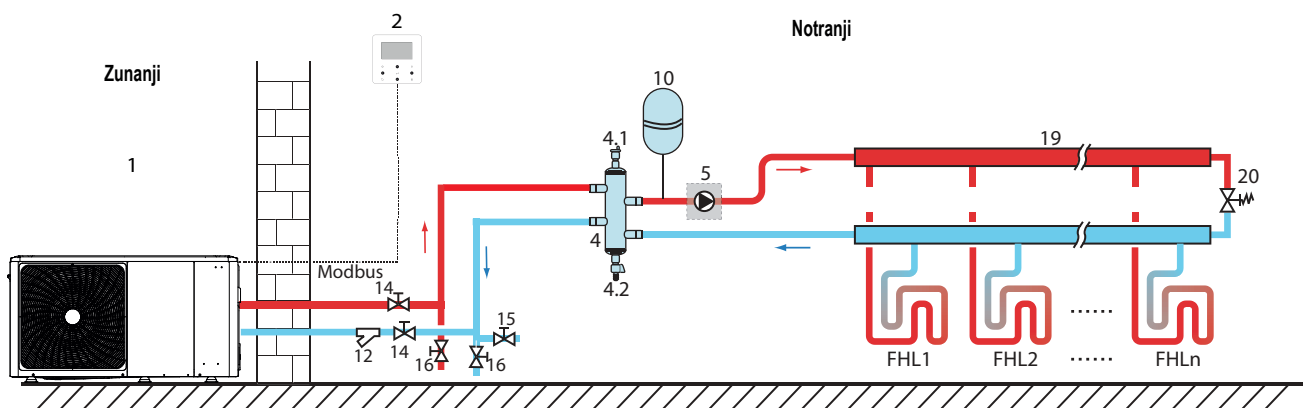 2
Notranji
Zunanji
10
1
4.1
19
5
20
4
Modbus
4.2
14
15
12
14
16
16
FHL1
FHL2
......
FHLn
......